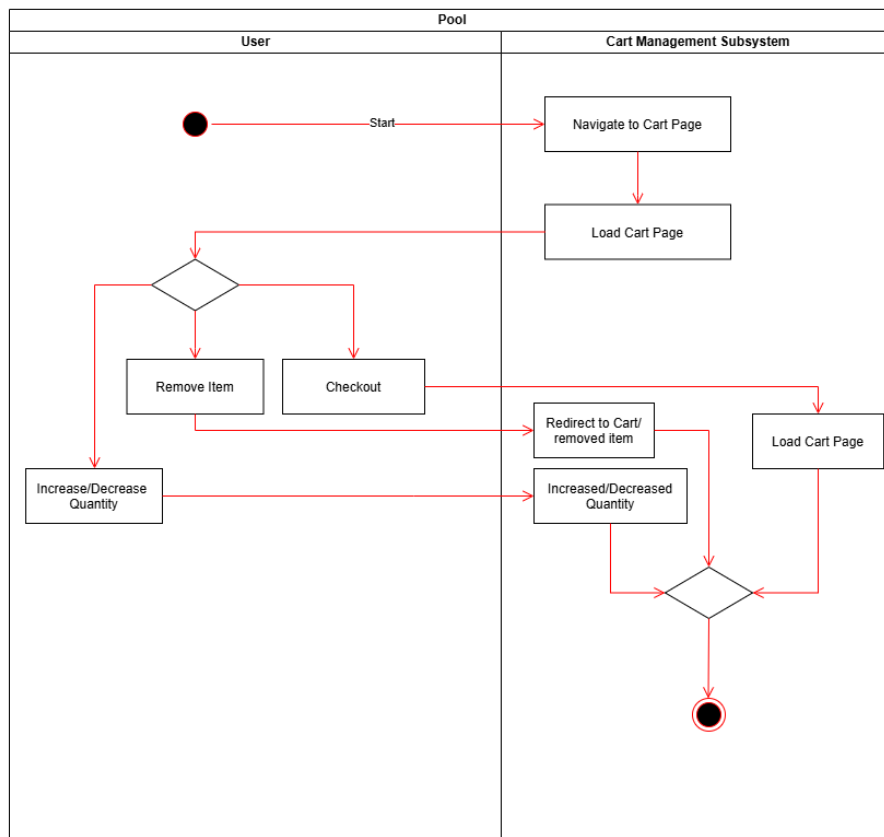 Pool
User
Cart Management Subsystem
Start
Navigate to Cart Page
Load Cart Page
Remove Item
Checkout
Redirect to Cart/
removed item
Load Cart Page
Increase/Decrease
Quantity
Increased/Decreased
Quantity